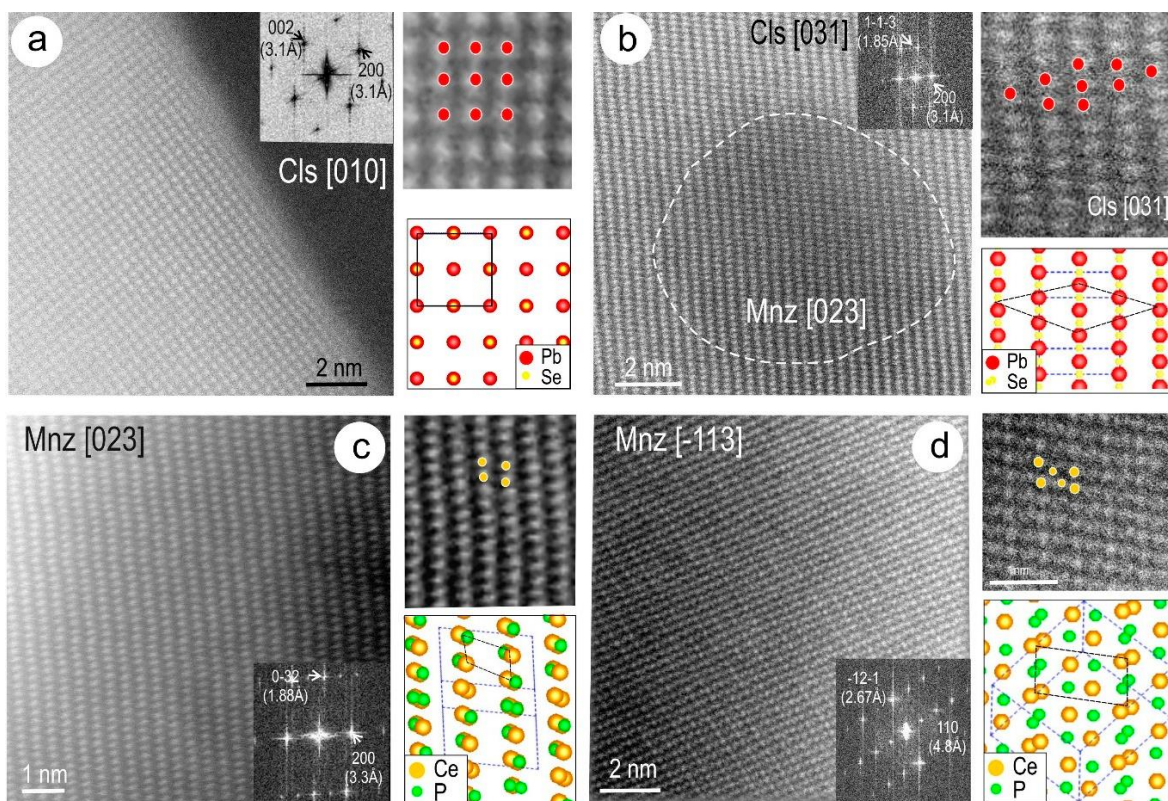 a
002
(3.1Å)
200
(3.1Å)
Cls [010]
2 nm
Pb
Se
b
Cls [031]
1-1-3
(1.85Å)
200
(3.1Å)
Mnz [023]
2 nm
Cls [031]
Pb
Se
c
Mnz [023]
0-32
(1.88Å)
200
(3.3Å)
1 nm
Ce
P
d
Mnz [-113]
-12-1
(2.67Å)
110
(4.8Å)
2 nm
1nm
Ce
P